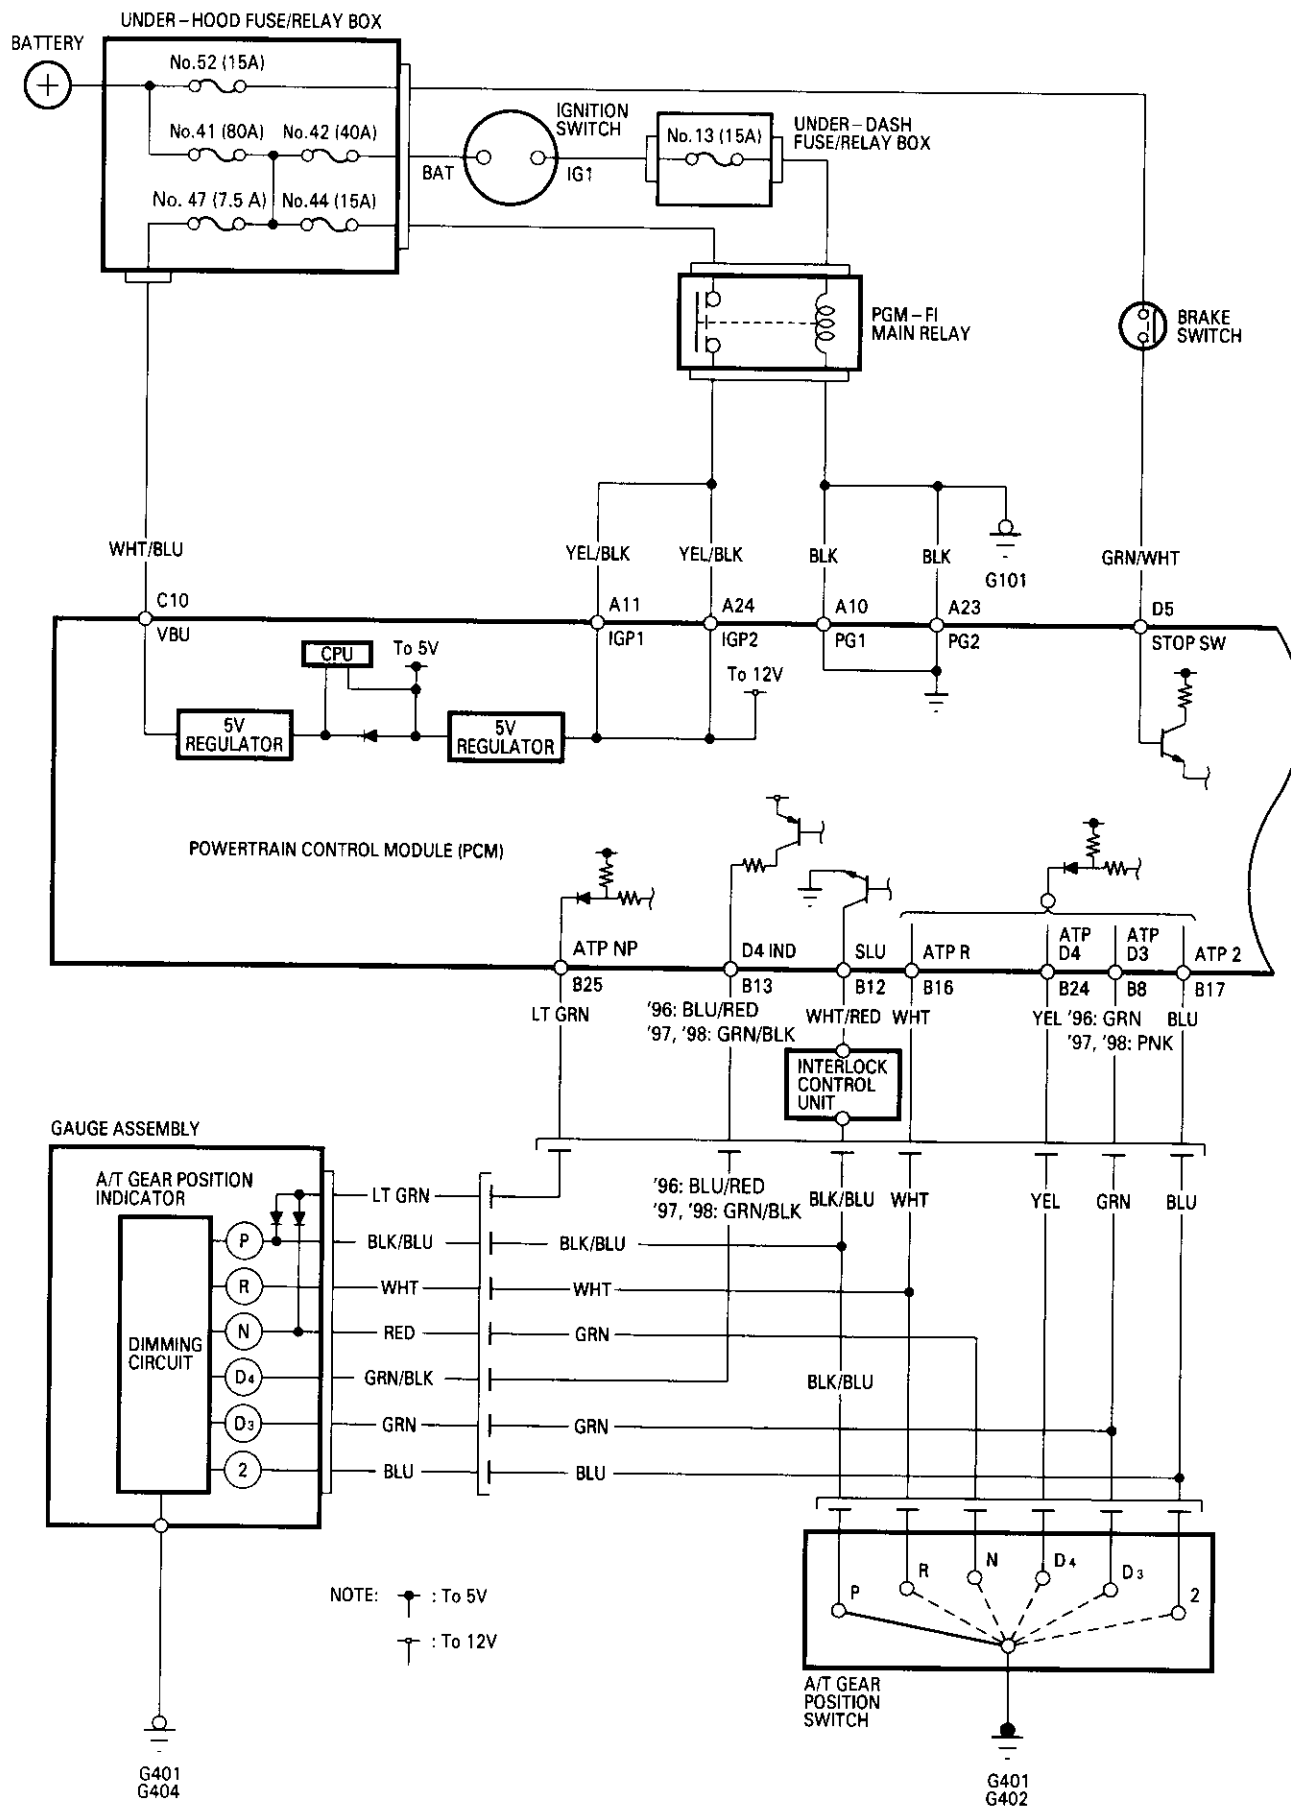 UNDER-HOOD FUSE/RELAY BOX
BATTERY
No.52 (15A)
No.41 (80A)
No.42 (40A)
No. 47 (7.5 A)
No.44 (15A)
BAT
IGNITION
SWITCH
IG1
No.13 (15A)
UNDER-DASH
FUSE/RELAY BOX
PGM-FI
MAIN RELAY
BRAKE
SWITCH
WHT/BLU
YEL/BLK
YEL/BLK
BLK
BLK
G101
GRN/WHT
C10
A11
A24
A10
A23
D5
VBU
IGP1
IGP2
PG1
PG2
STOP SW
CPU
To 5V
To 12V
5V
REGULATOR
5V
REGULATOR
POWERTRAIN CONTROL MODULE (PCM)
ATP NP
D4 IND
SLU
ATP R
ATP
D4
ATP
D3
ATP 2
B25
B13
B12
B16
B24
B8
B17
LT GRN
'96: BLU/RED
'97, '98: GRN/BLK
WHT/RED
WHT
YEL
'96: GRN
'97, '98: PNK
BLU
INTERLOCK
CONTROL
UNIT
GAUGE ASSEMBLY
A/T GEAR POSITION
INDICATOR
LT GRN
'96: BLU/RED
'97, '98: GRN/BLK
BLK/BLU
WHT
YEL
GRN
BLU
P
BLK/BLU
BLK/BLU
R
WHT
WHT
N
RED
GRN
DIMMING
CIRCUIT
D4
GRN/BLK
BLK/BLU
D3
GRN
GRN
2
BLU
BLU
P
R
N
D4
D3
2
NOTE:
: To 5V
: To 12V
A/T GEAR
POSITION
SWITCH
G401
G404
G401
G402